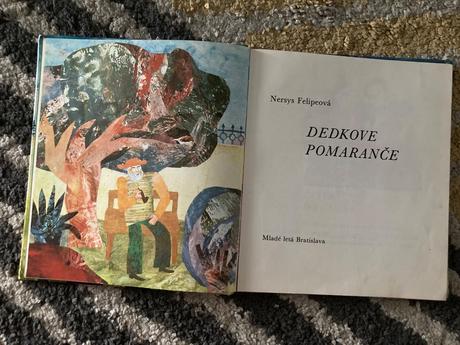 Nersys Felipeová
DEDKOVE
POMARANČE
Mladé letá Bratislava